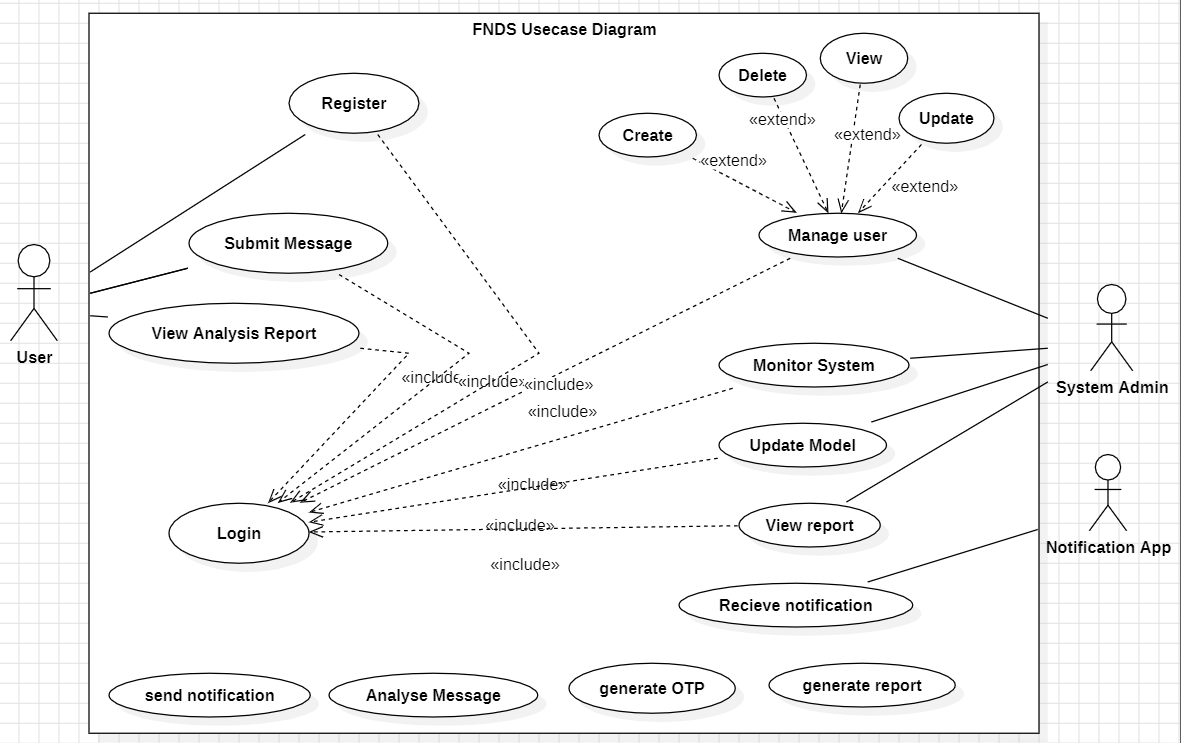 FNDS Usecase Diagram
View
Delete
Register
Update
«extend»
Create
«extend»
«extend»
«extend»
Manage user
Submit Message
View Analysis Report
User
Monitor System
«include»
«include»
«include»
System Admin
«include»
Update Model
«include»
View report
«include»
Login
Notification App
«include»
Recieve notification
send notification
Analyse Message
generate OTP
generate report